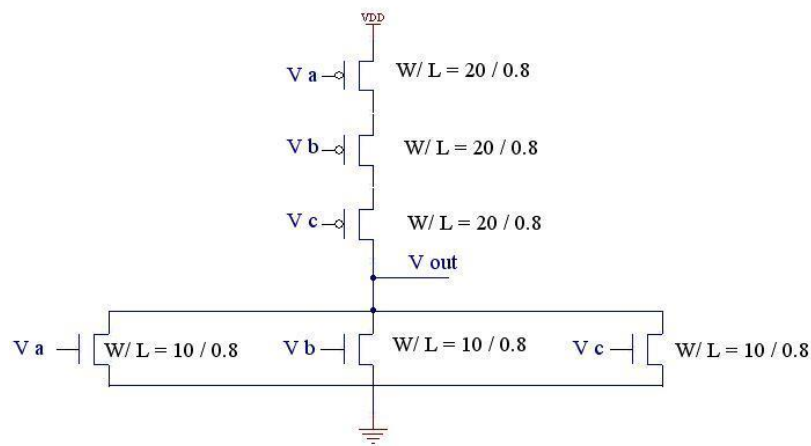 VDD
V a
W/ L = 20 / 0.8
V b
W/ L = 20 / 0.8
V c
W/ L = 20 / 0.8
V out
V a
W/ L = 10 / 0.8
V b
W/ L = 10 / 0.8
V c
W/ L = 10 / 0.8